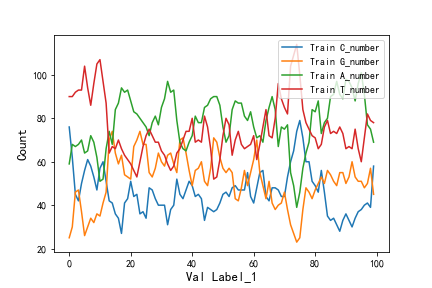 Train C_number
Train G_number
Train A_number
Train T_number
100
80
60
40
20
Count
0 20 40 60 80 100
Val Label_1